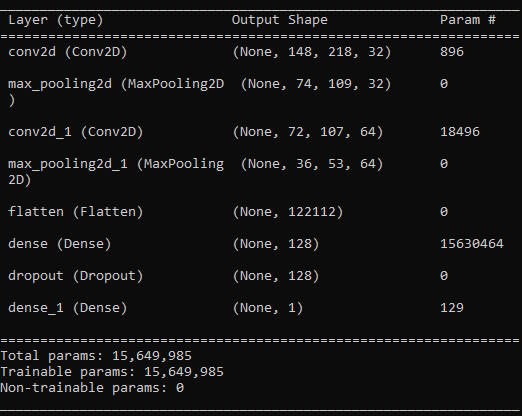 Layer (type) Output Shape Param #
=================================================================
conv2d (Conv2D) (None, 148, 218, 32) 896
max_pooling2d (MaxPooling2D (None, 74, 109, 32) 0
)
conv2d_1 (Conv2D) (None, 72, 107, 64) 18496
max_pooling2d_1 (MaxPooling (None, 36, 53, 64) 0
2D)
flatten (Flatten) (None, 122112) 0
dense (Dense) (None, 128) 15630464
dropout (Dropout) (None, 128) 0
dense_1 (Dense) (None, 1) 129
=================================================================
Total params: 15,649,985
Trainable params: 15,649,985
Non-trainable params: 0
_________________________________________________________________